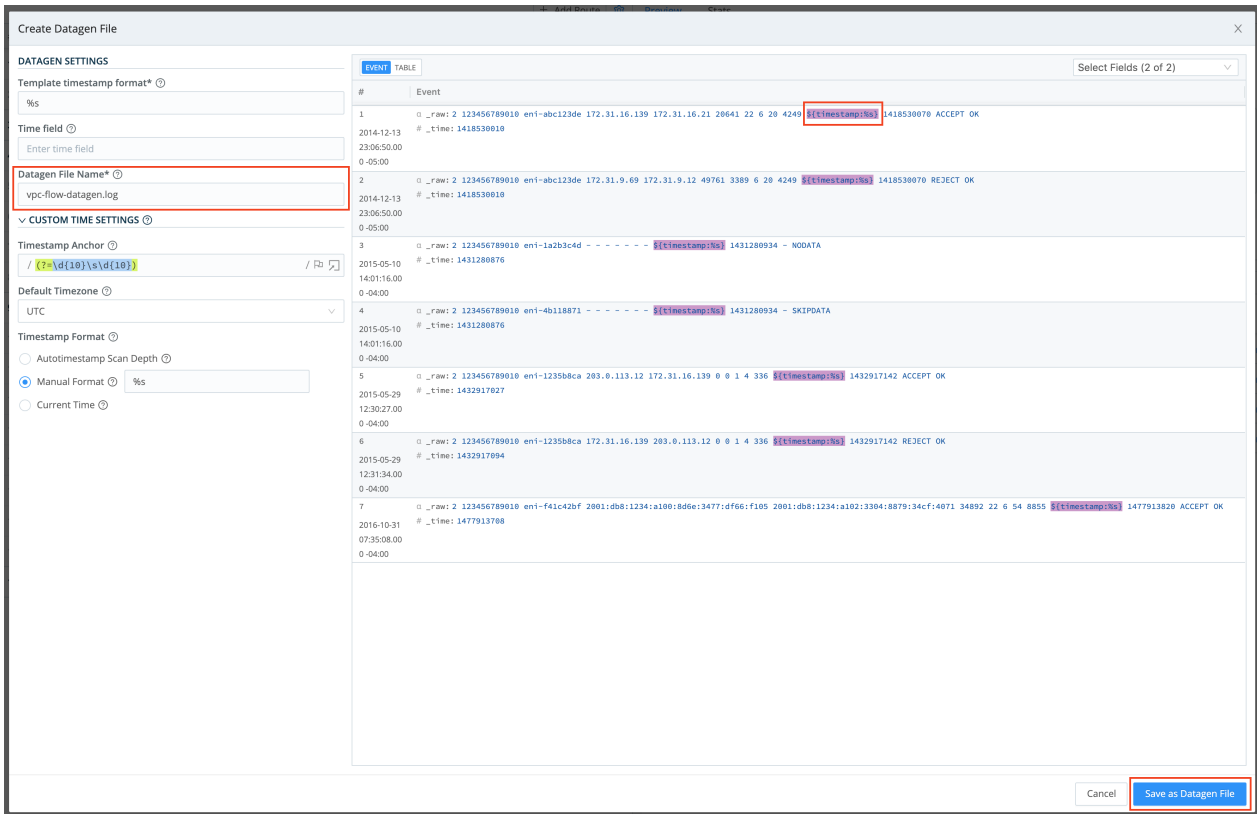 + Add Route Preview Stats
Create Datagen File
DATAGEN SETTINGS
Template timestamp format*
%s
Time field
Enter time field
Datagen File Name*
vpc-flow-datagen.log
CUSTOM TIME SETTINGS
Timestamp Anchor
/ (?=\d{10}\s\d{10}) /
Default Timezone
UTC
Timestamp Format
Autotimestamp Scan Depth
Manual Format %s
Current Time
EVENT TABLE
Select Fields (2 of 2)
# Event
1
2014-12-13
23:06:50.00
0 -05:00
α _raw: 2 123456789010 eni-abc123de 172.31.16.139 172.31.16.21 20641 22 6 20 4249 ${timestamp:%s} 1418530070 ACCEPT OK
# _time: 1418530010
2
2014-12-13
23:06:50.00
0 -05:00
α _raw: 2 123456789010 eni-abc123de 172.31.9.69 172.31.9.12 49761 3389 6 20 4249 ${timestamp:%s} 1418530070 REJECT OK
# _time: 1418530010
3
2015-05-10
14:01:16.00
0 -04:00
α _raw: 2 123456789010 eni-1a2b3c4d - - - - - - - ${timestamp:%s} 1431280934 - NODATA
# _time: 1431280876
4
2015-05-10
14:01:16.00
0 -04:00
α _raw: 2 123456789010 eni-4b118871 - - - - - - - ${timestamp:%s} 1431280934 - SKIPDATA
# _time: 1431280876
5
2015-05-29
12:30:27.00
0 -04:00
α _raw: 2 123456789010 eni-1235b8ca 203.0.113.12 172.31.16.139 0 0 1 4 336 ${timestamp:%s} 1432917142 ACCEPT OK
# _time: 1432917027
6
2015-05-29
12:31:34.00
0 -04:00
α _raw: 2 123456789010 eni-1235b8ca 172.31.16.139 203.0.113.12 0 0 1 4 336 ${timestamp:%s} 1432917142 REJECT OK
# _time: 1432917094
7
2016-10-31
07:35:08.00
0 -04:00
α _raw: 2 123456789010 eni-f41c42bf 2001:db8:1234:a100:8d6e:3477:df66:f105 2001:db8:1234:a102:3304:8879:34cf:4071 34892 22 6 54 8855 ${timestamp:%s} 1477913820 ACCEPT OK
# _time: 1477913708
Cancel
Save as Datagen File